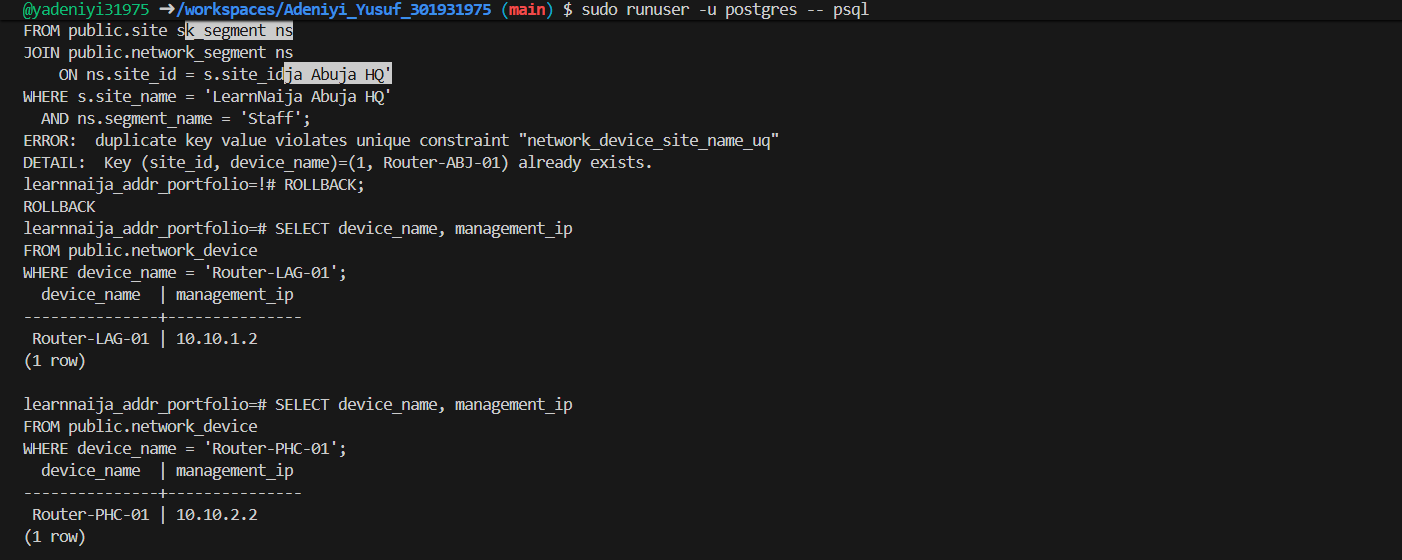 @yadeniyi31975 ➜/workspaces/Adeniyi_Yusuf_301931975 (main) $ sudo runuser -u postgres -- psql
FROM public.site sk_segment ns
JOIN public.network_segment ns
    ON ns.site_id = s.site_idja Abuja HQ'
WHERE s.site_name = 'LearnNaija Abuja HQ'
  AND ns.segment_name = 'Staff';
ERROR:  duplicate key value violates unique constraint "network_device_site_name_uq"
DETAIL:  Key (site_id, device_name)=(1, Router-ABJ-01) already exists.
learnnaija_addr_portfolio=!# ROLLBACK;
ROLLBACK
learnnaija_addr_portfolio=# SELECT device_name, management_ip
FROM public.network_device
WHERE device_name = 'Router-LAG-01';
  device_name  | management_ip
---------------+---------------
 Router-LAG-01 | 10.10.1.2
(1 row)

learnnaija_addr_portfolio=# SELECT device_name, management_ip
FROM public.network_device
WHERE device_name = 'Router-PHC-01';
  device_name  | management_ip
---------------+---------------
 Router-PHC-01 | 10.10.2.2
(1 row)